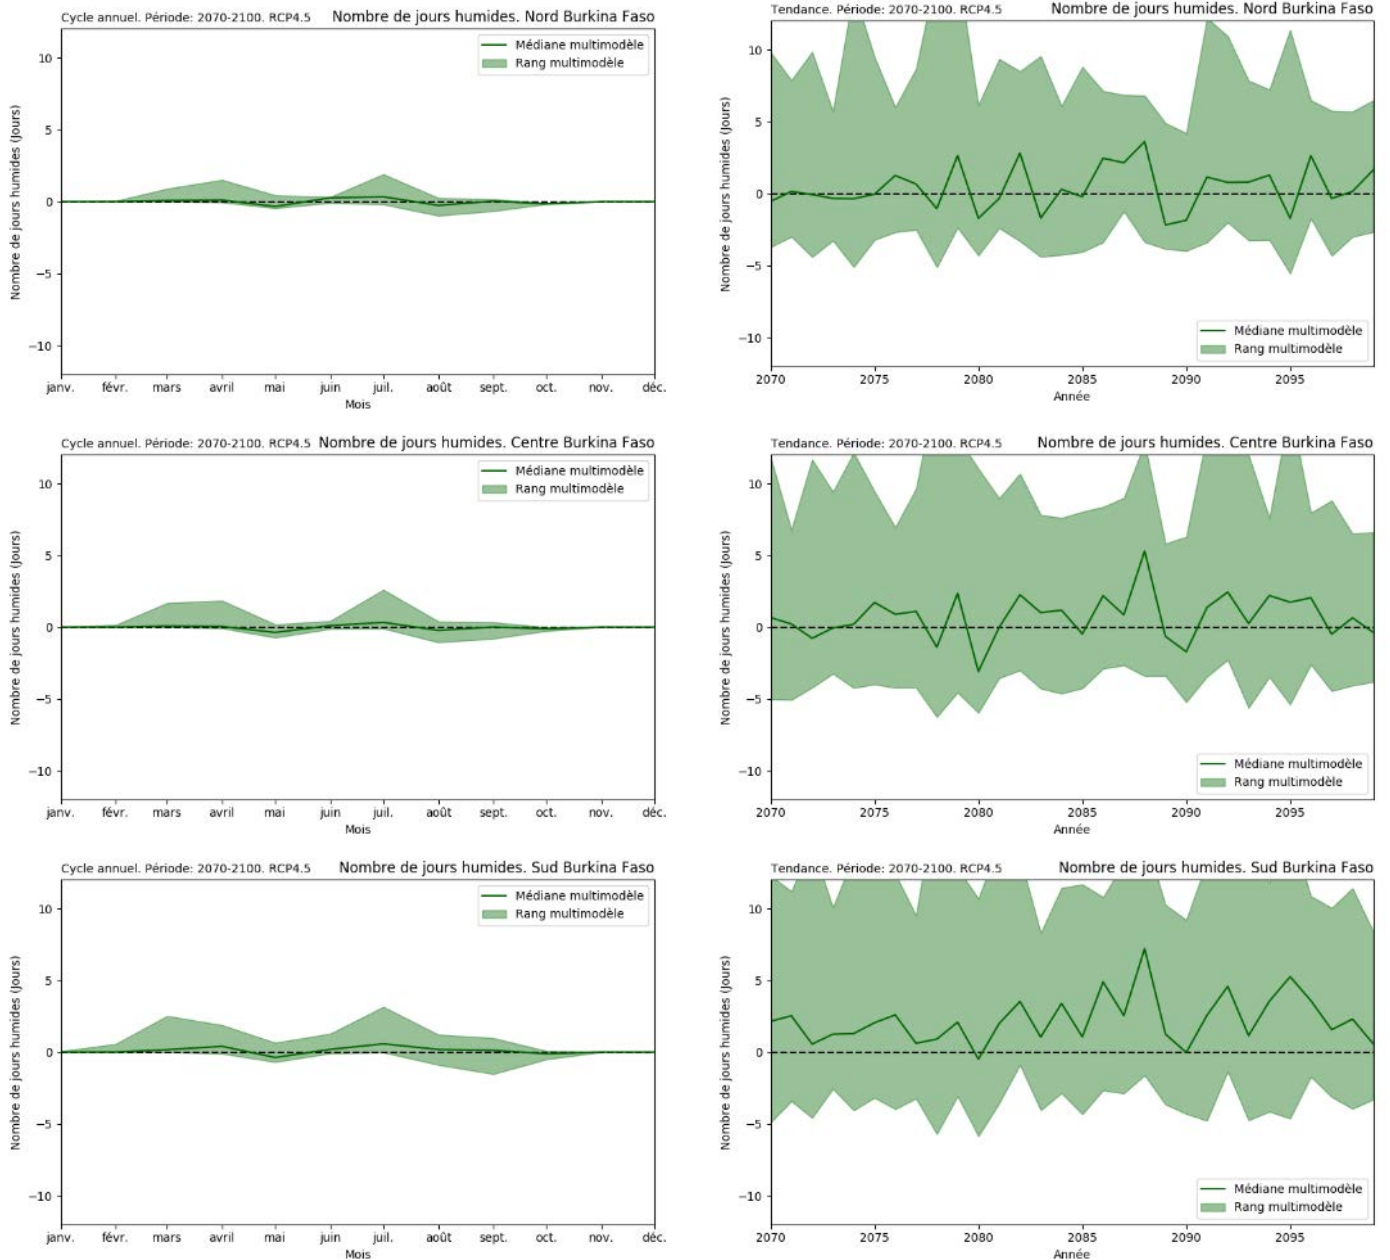 Cycle annuel. Période: 2070-2100. RCP4.5 Nombre de jours humides. Nord Burkina Faso
Médiane multimodèle
Rang multimodèle
Nombre de jours humides (Jours)
10
5
0
−5
−10
janv. févr. mars avril mai juin juil. août sept. oct. nov. déc.
Mois
Tendance. Période: 2070-2100. RCP4.5 Nombre de jours humides. Nord Burkina Faso
Nombre de jours humides (Jours)
10
5
0
−5
−10
Médiane multimodèle
Rang multimodèle
2070 2075 2080 2085 2090 2095
Année
Cycle annuel. Période: 2070-2100. RCP4.5 Nombre de jours humides. Centre Burkina Faso
Médiane multimodèle
Rang multimodèle
Nombre de jours humides (Jours)
10
5
0
−5
−10
janv. févr. mars avril mai juin juil. août sept. oct. nov. déc.
Mois
Tendance. Période: 2070-2100. RCP4.5 Nombre de jours humides. Centre Burkina Faso
Nombre de jours humides (Jours)
10
5
0
−5
−10
Médiane multimodèle
Rang multimodèle
2070 2075 2080 2085 2090 2095
Année
Cycle annuel. Période: 2070-2100. RCP4.5 Nombre de jours humides. Sud Burkina Faso
Médiane multimodèle
Rang multimodèle
Nombre de jours humides (Jours)
10
5
0
−5
−10
janv. févr. mars avril mai juin juil. août sept. oct. nov. déc.
Mois
Tendance. Période: 2070-2100. RCP4.5 Nombre de jours humides. Sud Burkina Faso
Nombre de jours humides (Jours)
10
5
0
−5
−10
Médiane multimodèle
Rang multimodèle
2070 2075 2080 2085 2090 2095
Année